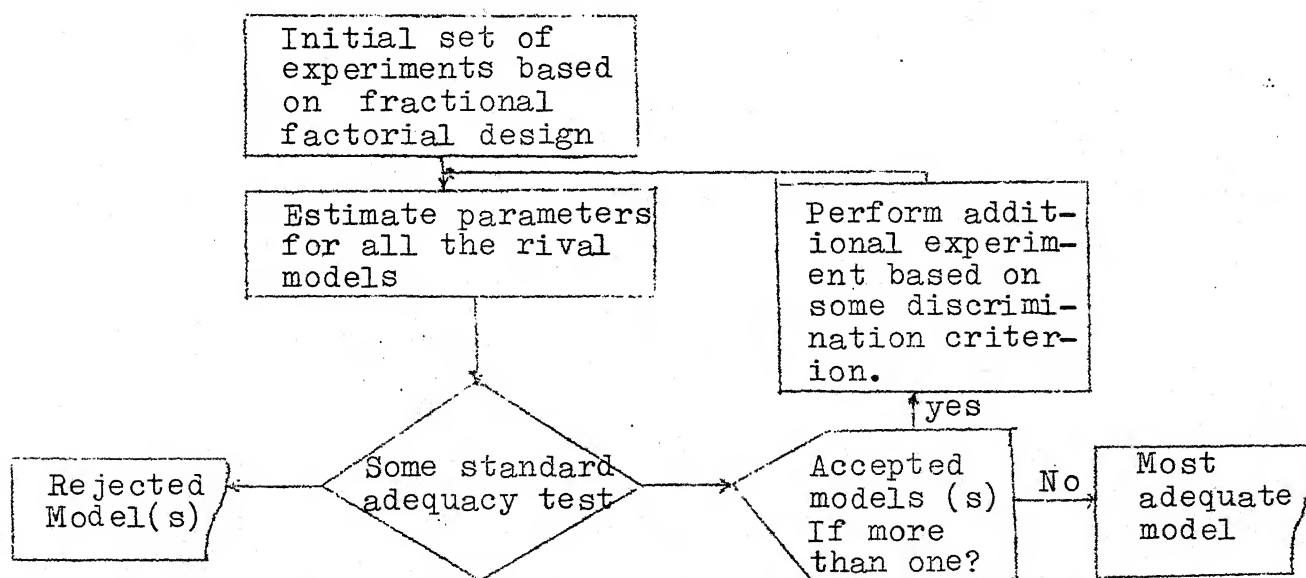 Initial set of
experiments based
on fractional
factorial design
Estimate parameters
for all the rival
models
Perform addit-
ional experim-
ent based on
some discrimi-
nation criter-
ion.
yes
Some standard
adequacy test
Rejected
Model(s)
Accepted
models (s)
If more
than one?
No
Most
adequate
model